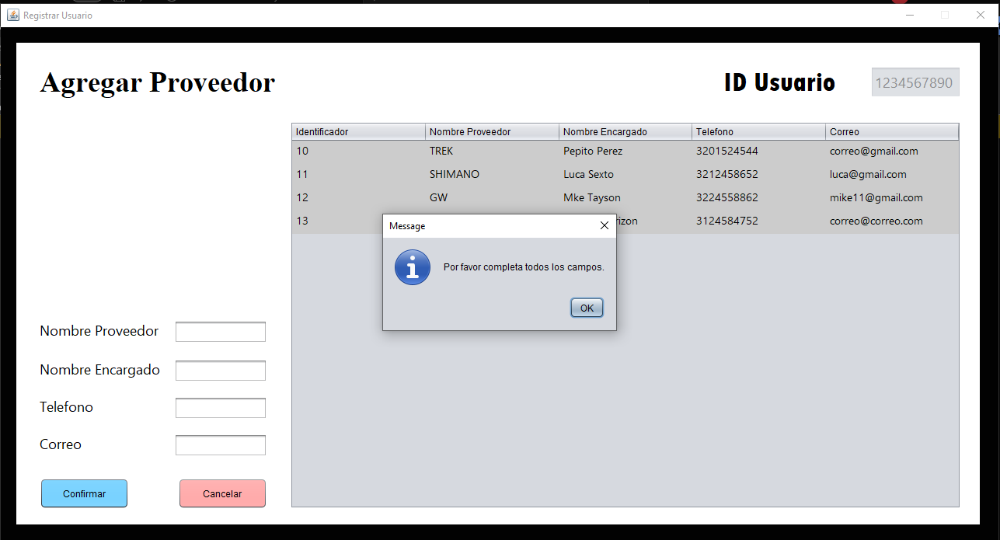 Registrar Usuario
Agregar Proveedor
ID Usuario 1234567890
Identificador Nombre Proveedor Nombre Encargado Telefono Correo
10 TREK Pepito Perez 3201524544 correo@gmail.com
11 SHIMANO Luca Sexto 3212458652 luca@gmail.com
12 GW Mke Tayson 3224558862 mike11@gmail.com
13 3124584752 correo@correo.com
Message
Por favor completa todos los campos.
OK
Nombre Proveedor
Nombre Encargado
Telefono
Correo
Confirmar Cancelar